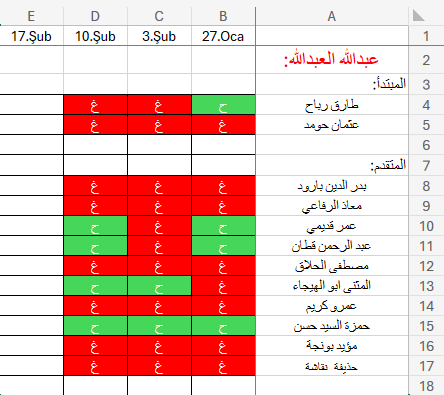 A B C D E
1 27.Oca 3.Şub 10.Şub 17.Şub
2 عبدالله العبدالله:
3 المبتدأ:
4 طارق رباح ح غ غ
5 عثمان حومد غ غ غ
6
7 المتقدم:
8 بدر الدين بارود غ غ غ
9 معاذ الرفاعي غ غ غ
10 عمر قديمي ح غ ح
11 عبد الرحمن قطان ح غ ح
12 مصطفى الحلاق غ غ غ
13 المثنى ابو الهيجاء غ ح ح
14 عمرو كريم غ غ غ
15 حمزة السيد حسن ح ح ح
16 مؤيد بونجة غ غ غ
17 حذيفة نقاشة غ غ غ
18